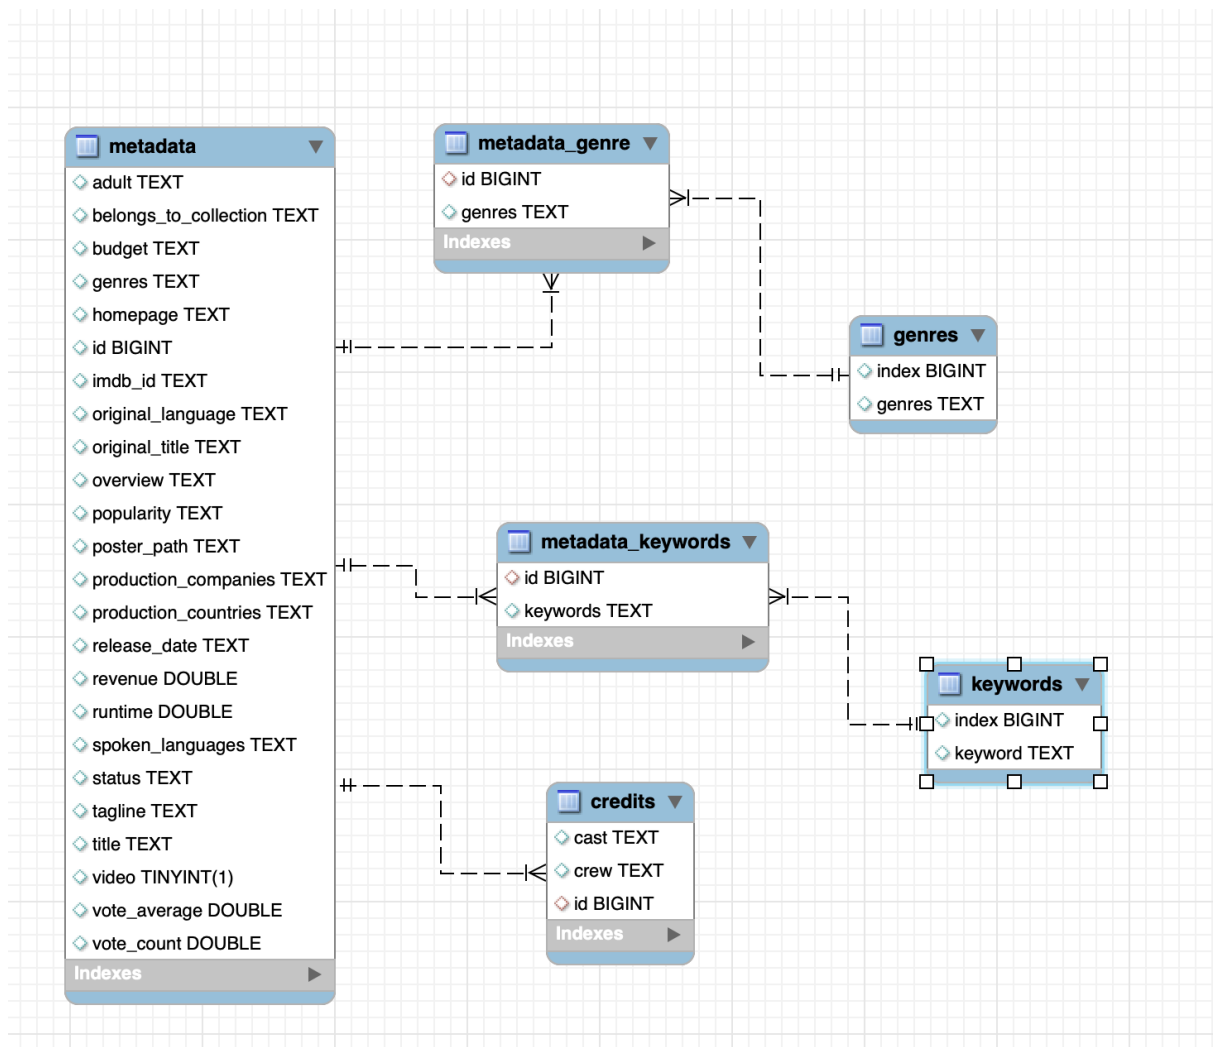 metadata
adult TEXT
belongs_to_collection TEXT
budget TEXT
genres TEXT
homepage TEXT
id BIGINT
imdb_id TEXT
original_language TEXT
original_title TEXT
overview TEXT
popularity TEXT
poster_path TEXT
production_companies TEXT
production_countries TEXT
release_date TEXT
revenue DOUBLE
runtime DOUBLE
spoken_languages TEXT
status TEXT
tagline TEXT
title TEXT
video TINYINT(1)
vote_average DOUBLE
vote_count DOUBLE
Indexes
metadata_genre
id BIGINT
genres TEXT
Indexes
genres
index BIGINT
genres TEXT
metadata_keywords
id BIGINT
keywords TEXT
Indexes
keywords
index BIGINT
keyword TEXT
credits
cast TEXT
crew TEXT
id BIGINT
Indexes